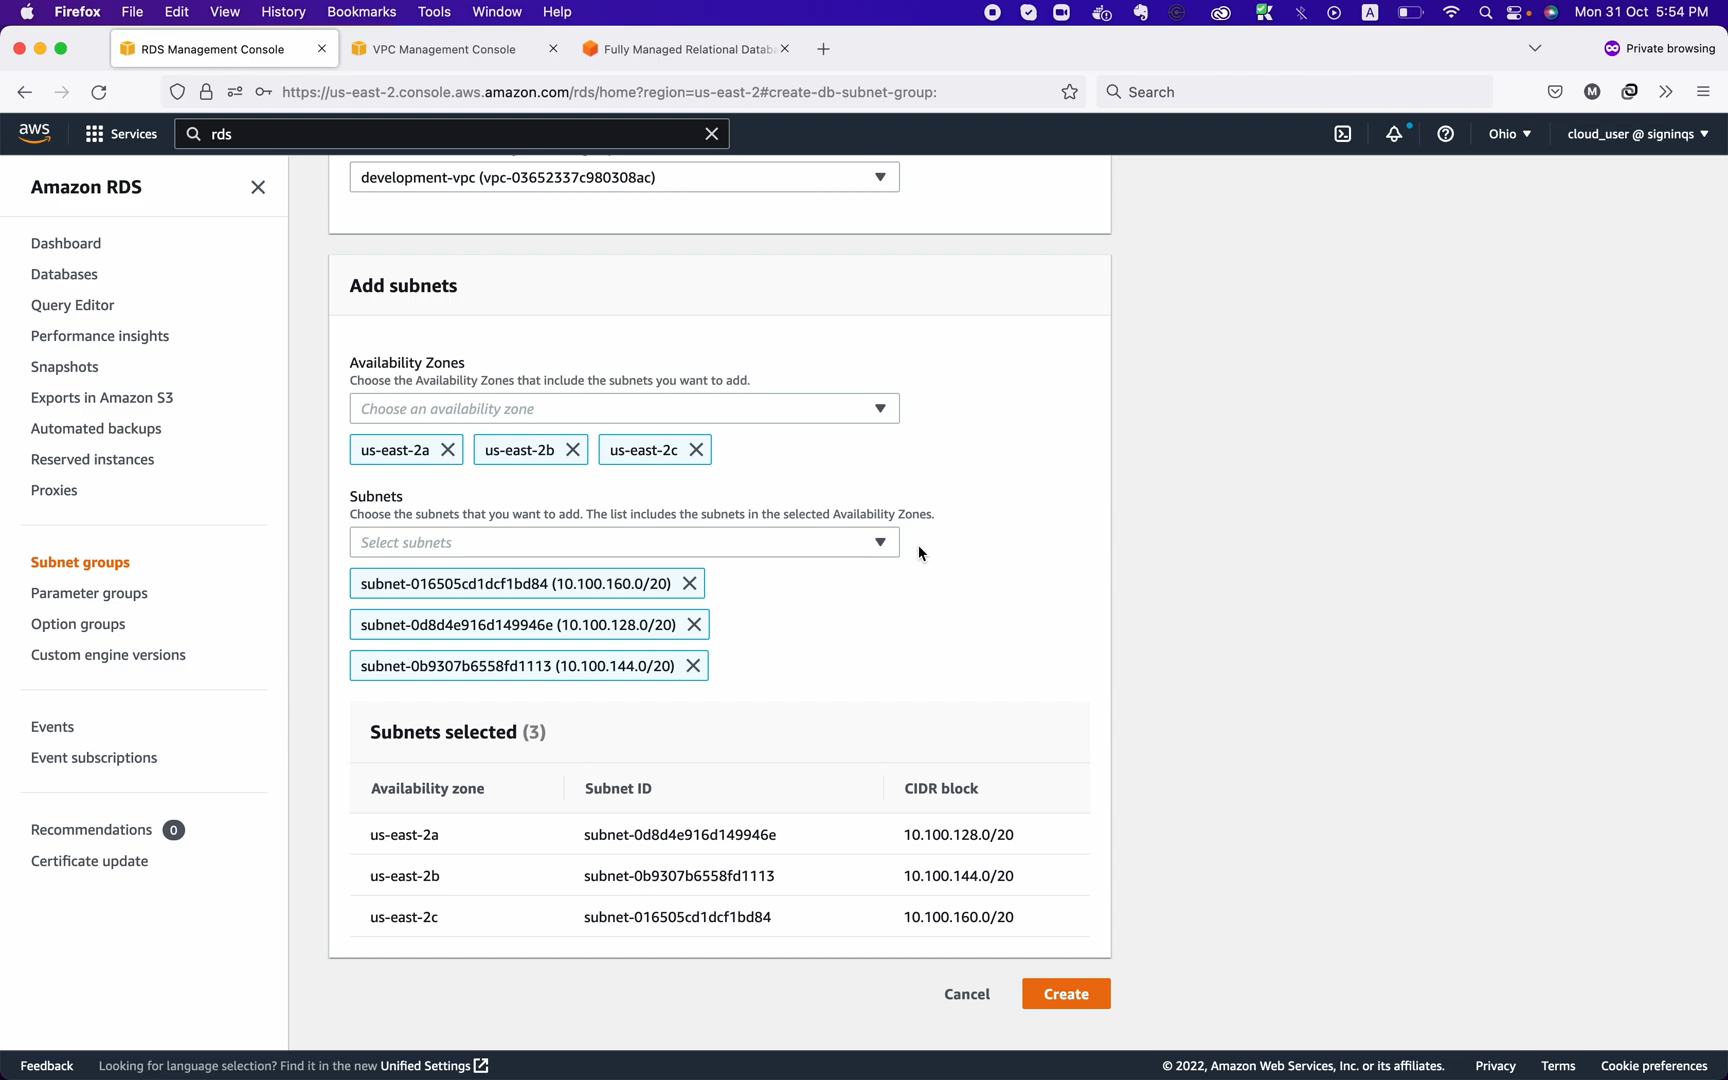 Firefox File Edit View History Bookmarks Tools Window Help A Mon 31 Oct 5:54 PM
RDS Management Console VPC Management Console Fully Managed Relational Datab Private browsing
https://us-east-2.console.aws.amazon.com/rds/home?region=us-east-2#create-db-subnet-group: Search M
aws Services rds Ohio cloud_user @ signinqs
Amazon RDS
Dashboard
Databases
Query Editor
Performance insights
Snapshots
Exports in Amazon S3
Automated backups
Reserved instances
Proxies
Subnet groups
Parameter groups
Option groups
Custom engine versions
Events
Event subscriptions
Recommendations 0
Certificate update
development-vpc (vpc-03652337c980308ac)
Add subnets
Availability Zones
Choose the Availability Zones that include the subnets you want to add.
Choose an availability zone
us-east-2a us-east-2b us-east-2c
Subnets
Choose the subnets that you want to add. The list includes the subnets in the selected Availability Zones.
Select subnets
subnet-016505cd1dcf1bd84 (10.100.160.0/20)
subnet-0d8d4e916d149946e (10.100.128.0/20)
subnet-0b9307b6558fd1113 (10.100.144.0/20)
Subnets selected (3)
Availability zone Subnet ID CIDR block
us-east-2a subnet-0d8d4e916d149946e 10.100.128.0/20
us-east-2b subnet-0b9307b6558fd1113 10.100.144.0/20
us-east-2c subnet-016505cd1dcf1bd84 10.100.160.0/20
Cancel Create
Feedback Looking for language selection? Find it in the new Unified Settings © 2022, Amazon Web Services, Inc. or its affiliates. Privacy Terms Cookie preferences